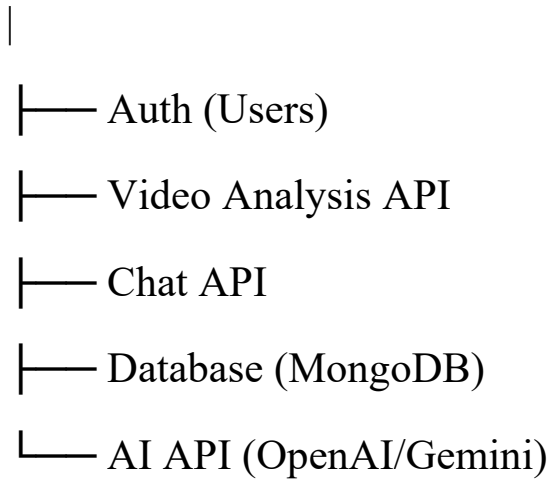 |
├── Auth (Users)
├── Video Analysis API
├── Chat API
├── Database (MongoDB)
└── AI API (OpenAI/Gemini)